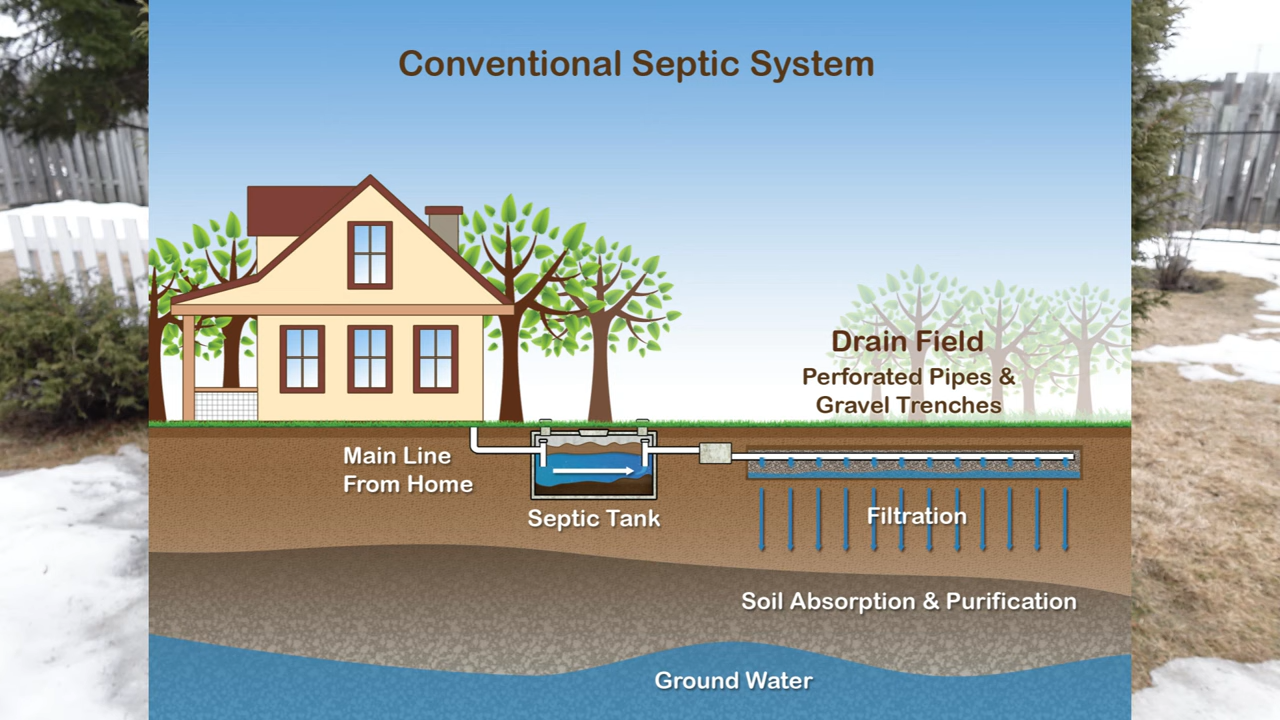 Conventional Septic System
Drain Field
Perforated Pipes &
Gravel Trenches
Main Line
From Home
Septic Tank
Filtration
Soil Absorption & Purification
Ground Water